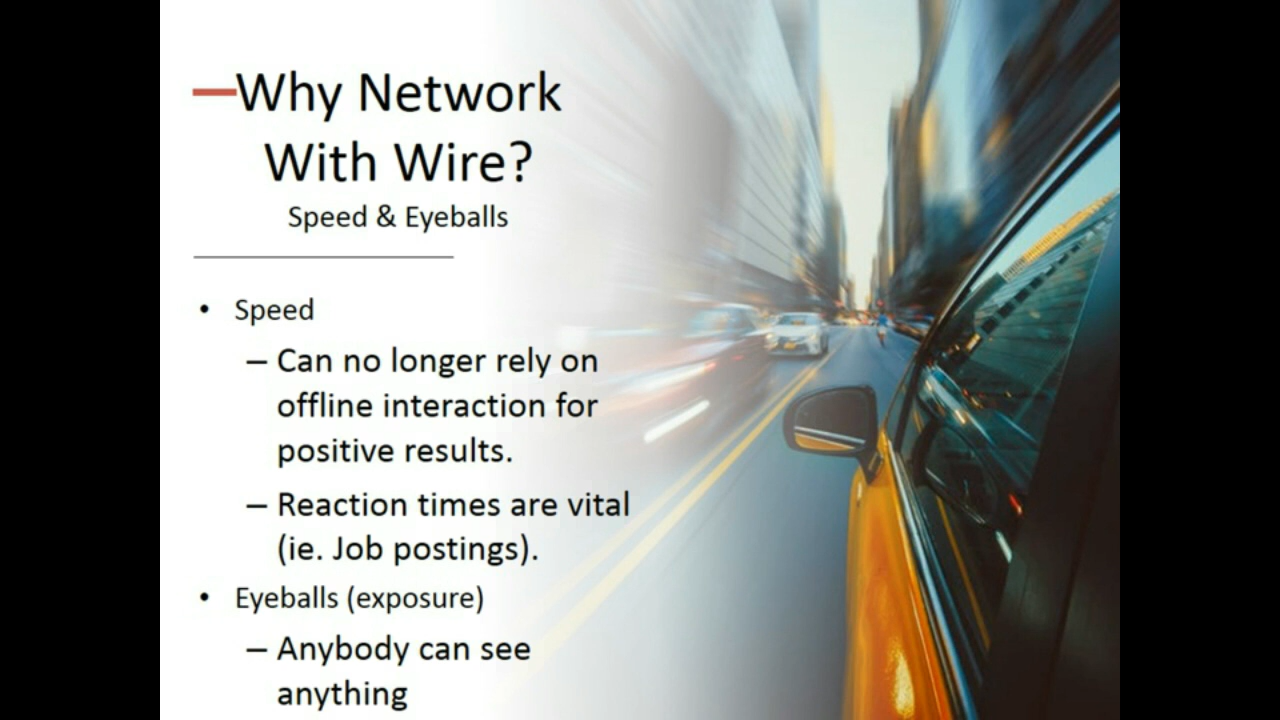 Why Network
With Wire?
Speed & Eyeballs
• Speed
– Can no longer rely on
offline interaction for
positive results.
– Reaction times are vital
(ie. Job postings).
• Eyeballs (exposure)
– Anybody can see
anything